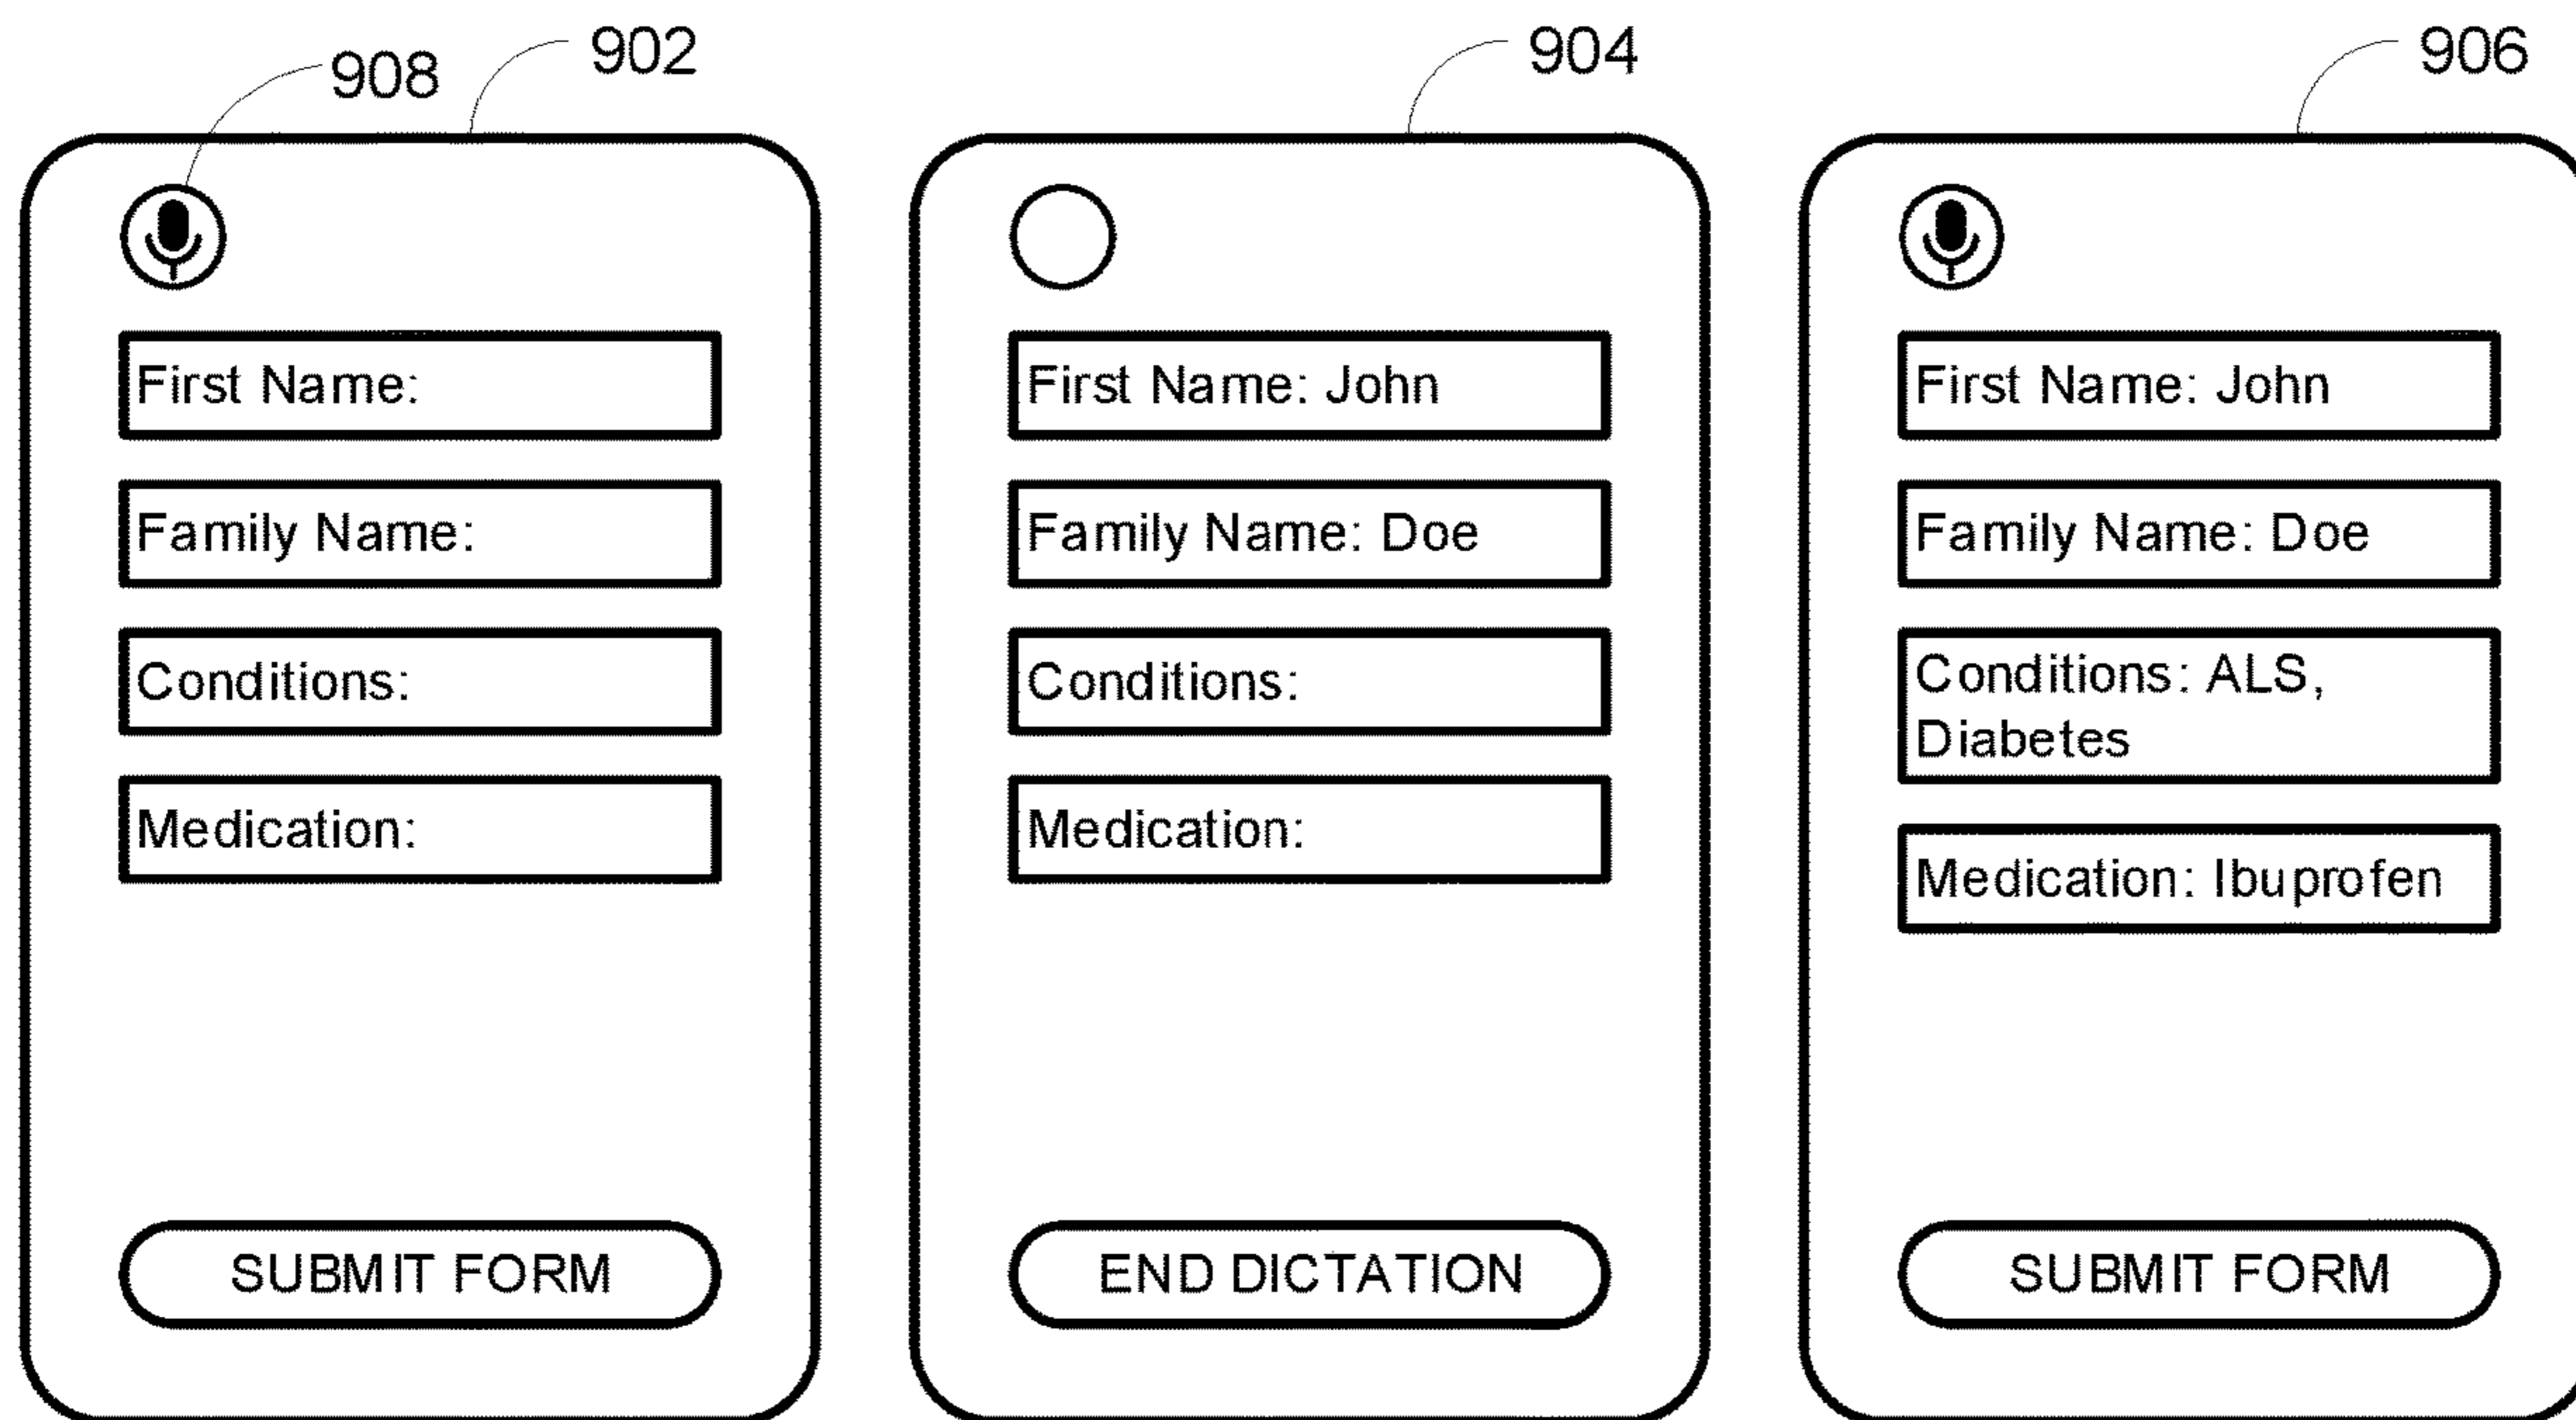 908
902
First Name:
Family Name:
Conditions:
Medication:
SUBMIT FORM
904
First Name: John
Family Name: Doe
Conditions:
Medication:
END DICTATION
906
First Name: John
Family Name: Doe
Conditions: ALS,
Diabetes
Medication: Ibuprofen
SUBMIT FORM